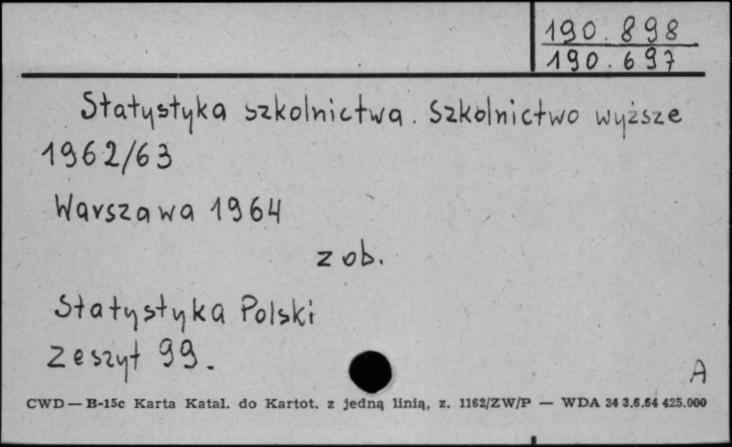 190.898
190.697
Statystyka szkolnictwa. Szkolnictwo wyższe
1962/63
Warszawa 1964
zob.
Statystyka Polski
zeszyt 99.
A
CWD — B-15c Karta Katal. do Kartot. z jedną linią, z. 1162/ZW/P — WDA 34 3.6.64 425.000